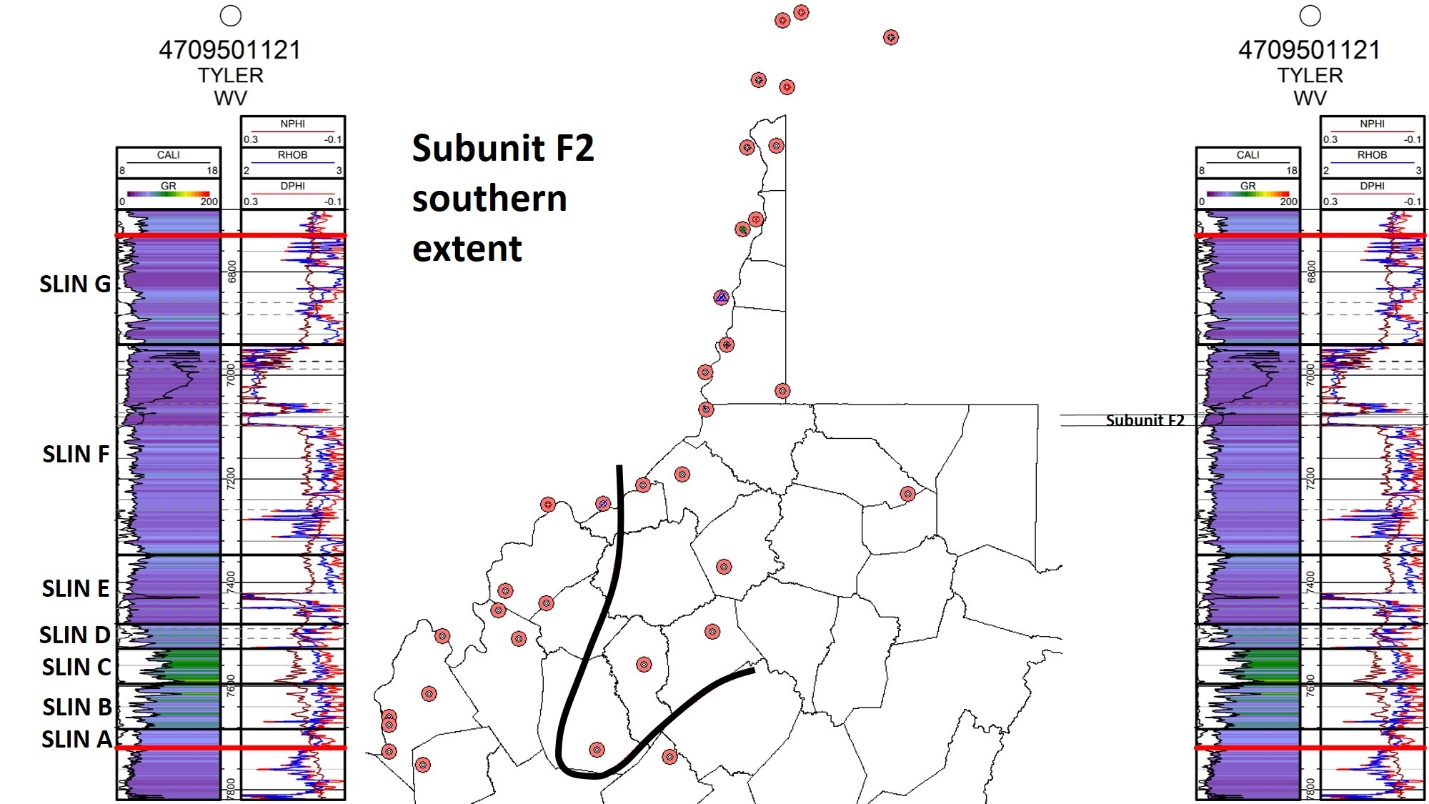 4709501121
TYLER
WV
NPHI
0.3 -0.1
CALI
8 18
RHOB
2 3
GR
0 200
DPHI
0.3 -0.1
SLIN G
SLIN F
SLIN E
SLIN D
SLIN C
SLIN B
SLIN A
6800
7000
7200
7400
7600
7800
Subunit F2
southern
extent
4709501121
TYLER
WV
NPHI
0.3 -0.1
CALI
8 18
RHOB
2 3
GR
0 200
DPHI
0.3 -0.1
Subunit F2
6800
7000
7200
7400
7600
7800